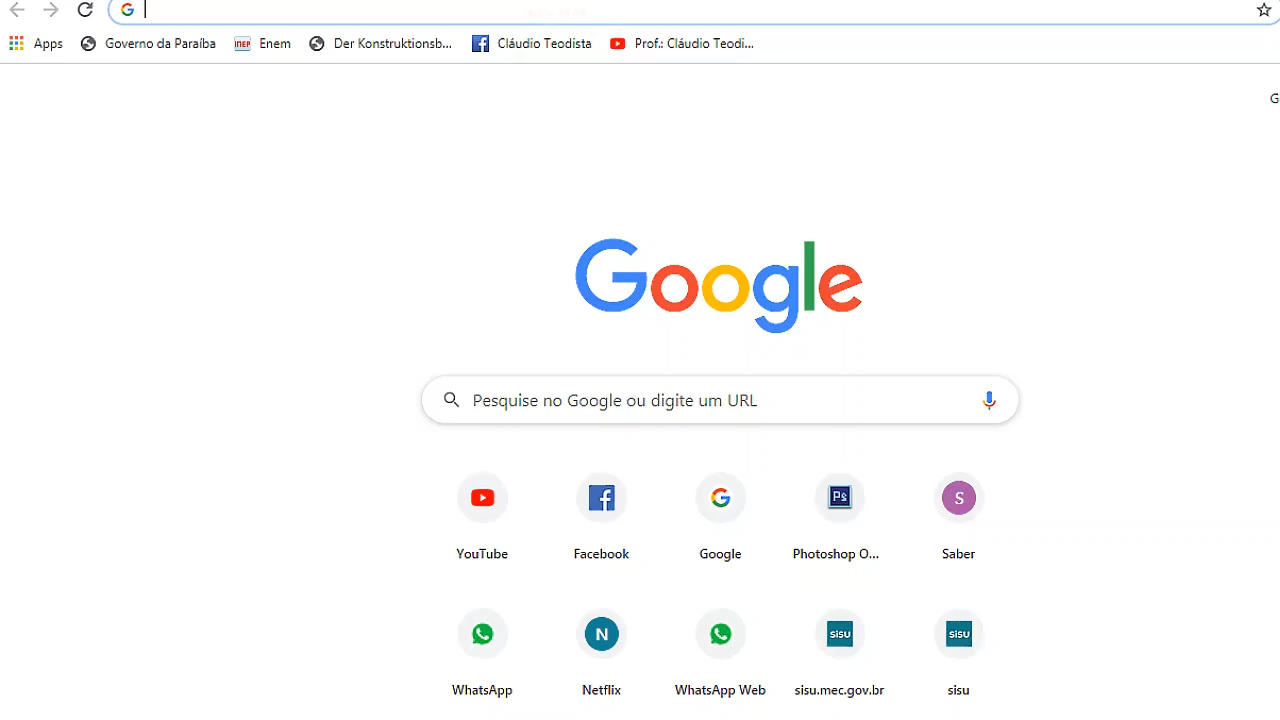 Apps Governo da Paraíba INEP Enem Der Konstruktionsb... Cláudio Teodista Prof.: Cláudio Teodi...
G
Google
Pesquise no Google ou digite um URL
Ps S
YouTube Facebook Google Photoshop O... Saber
N sisu sisu
WhatsApp Netflix WhatsApp Web sisu.mec.gov.br sisu